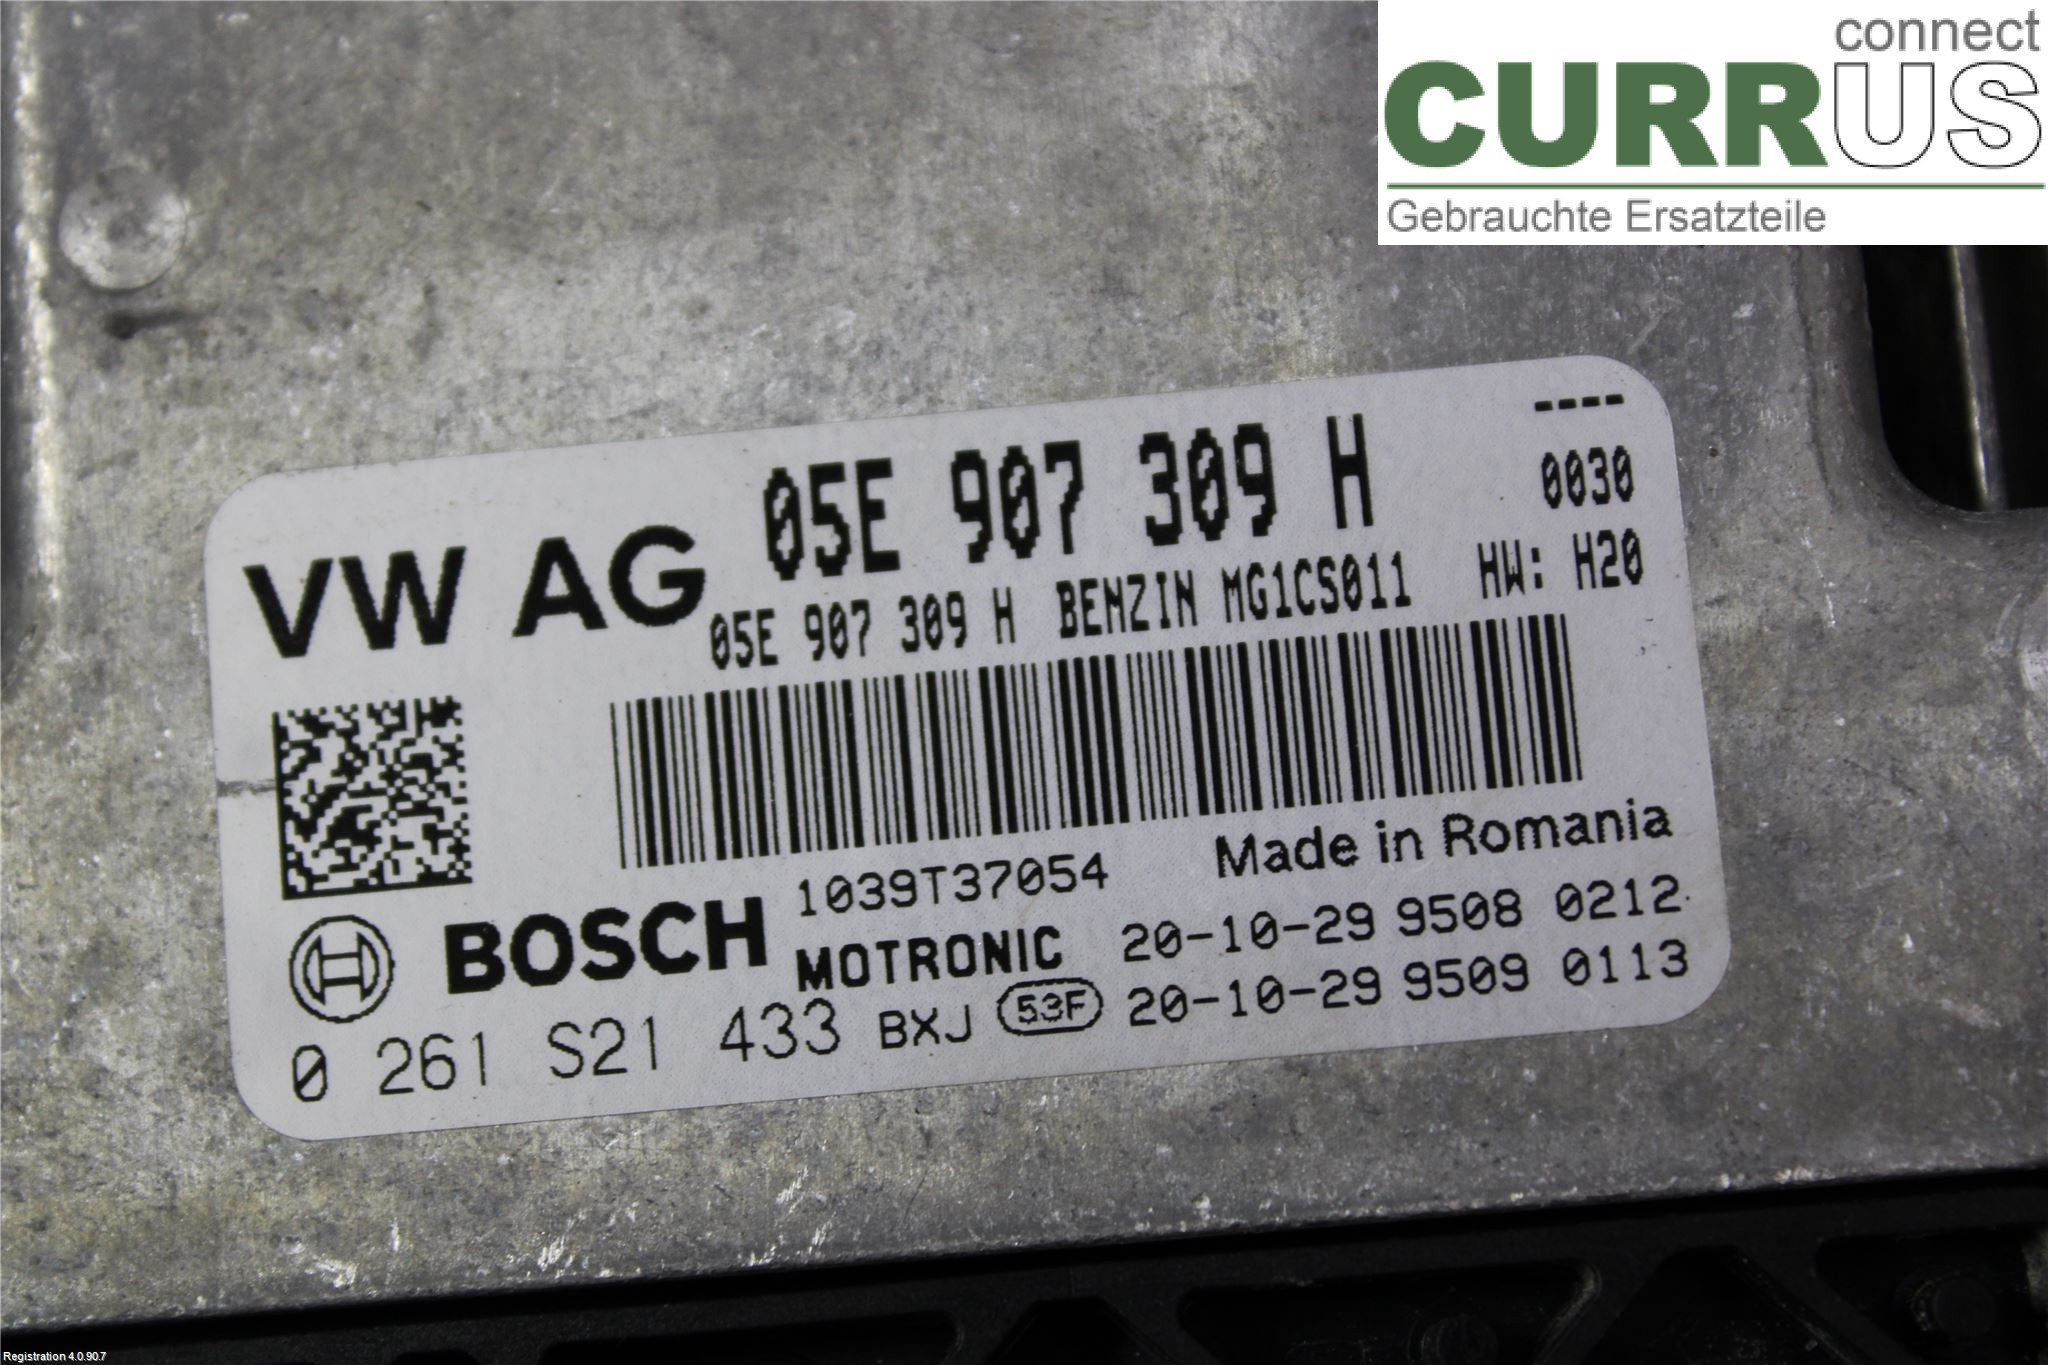 connect
CURRUS
Gebrauchte Ersatzteile
----
VW AG 05E 907 309 H 0030
05E 907 309 H BENZIN MG1CS011 HW: H20
Made in Romania
BOSCH 1039T37054
MOTRONIC 20-10-29 9508 0212
0 261 S21 433 BXJ 53F 20-10-29 9509 0113
Registration 4.0.90.7